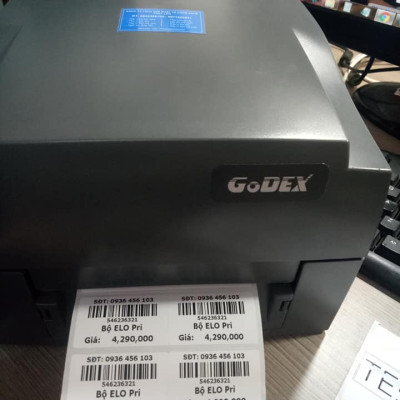 GoDEX
SĐT: 0936 456 103
546236321
Bộ ELO Pri
Giá: 4,290,000
SĐT: 0936 456 103
546236321
Bộ ELO Pri
Giá: 4,290,000
SĐT: 0936 456 103
546236321
Bộ ELO Pri
SĐT: 0936 456 103
546236321
Bộ ELO Pri
TE